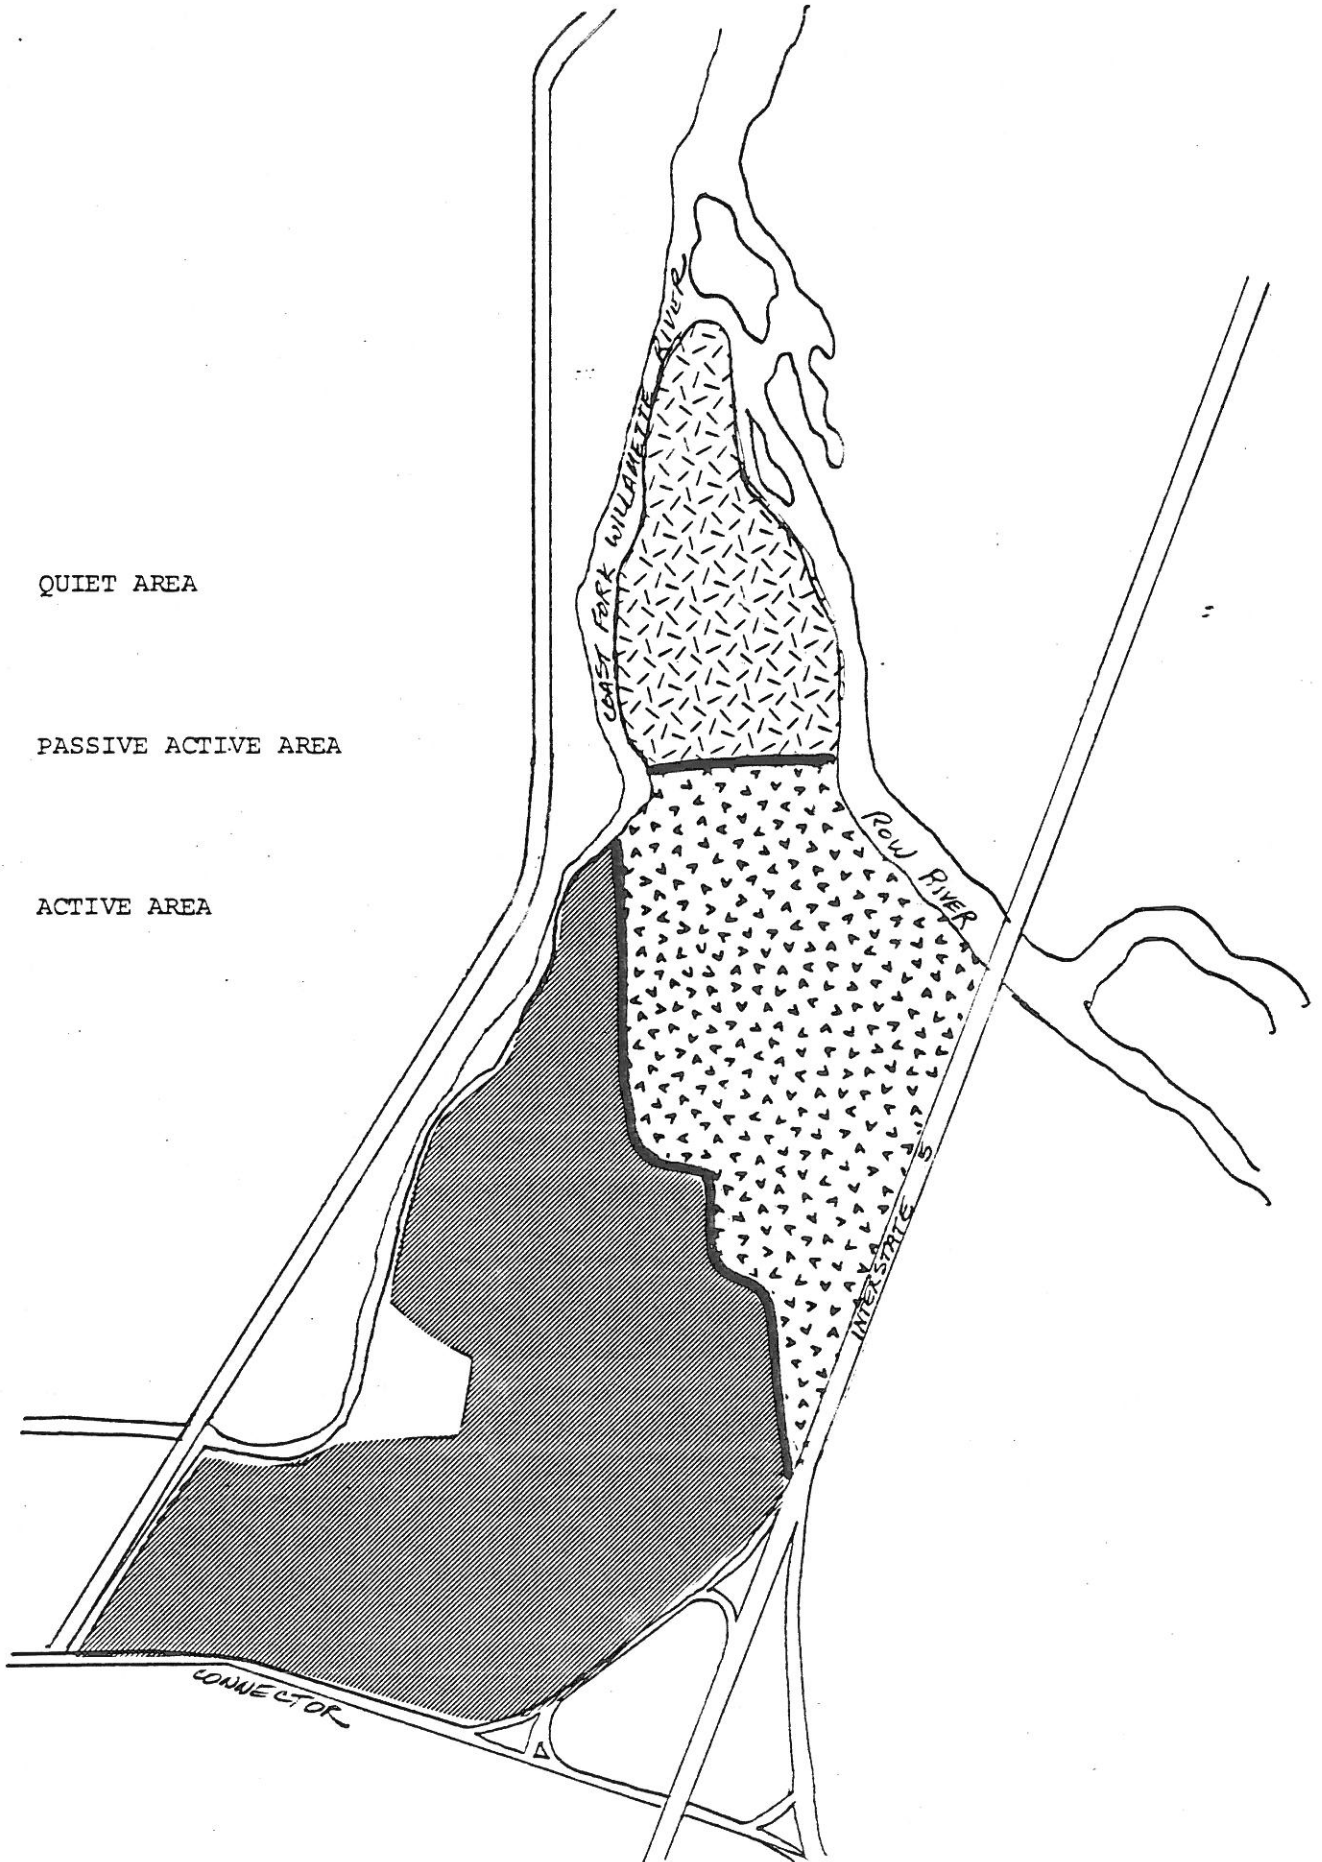 COAST FORK WILLAMETTE RIVER
QUIET AREA
PASSIVE ACTIVE AREA
ROW RIVER
ACTIVE AREA
INTERSTATE 5
CONNECTOR